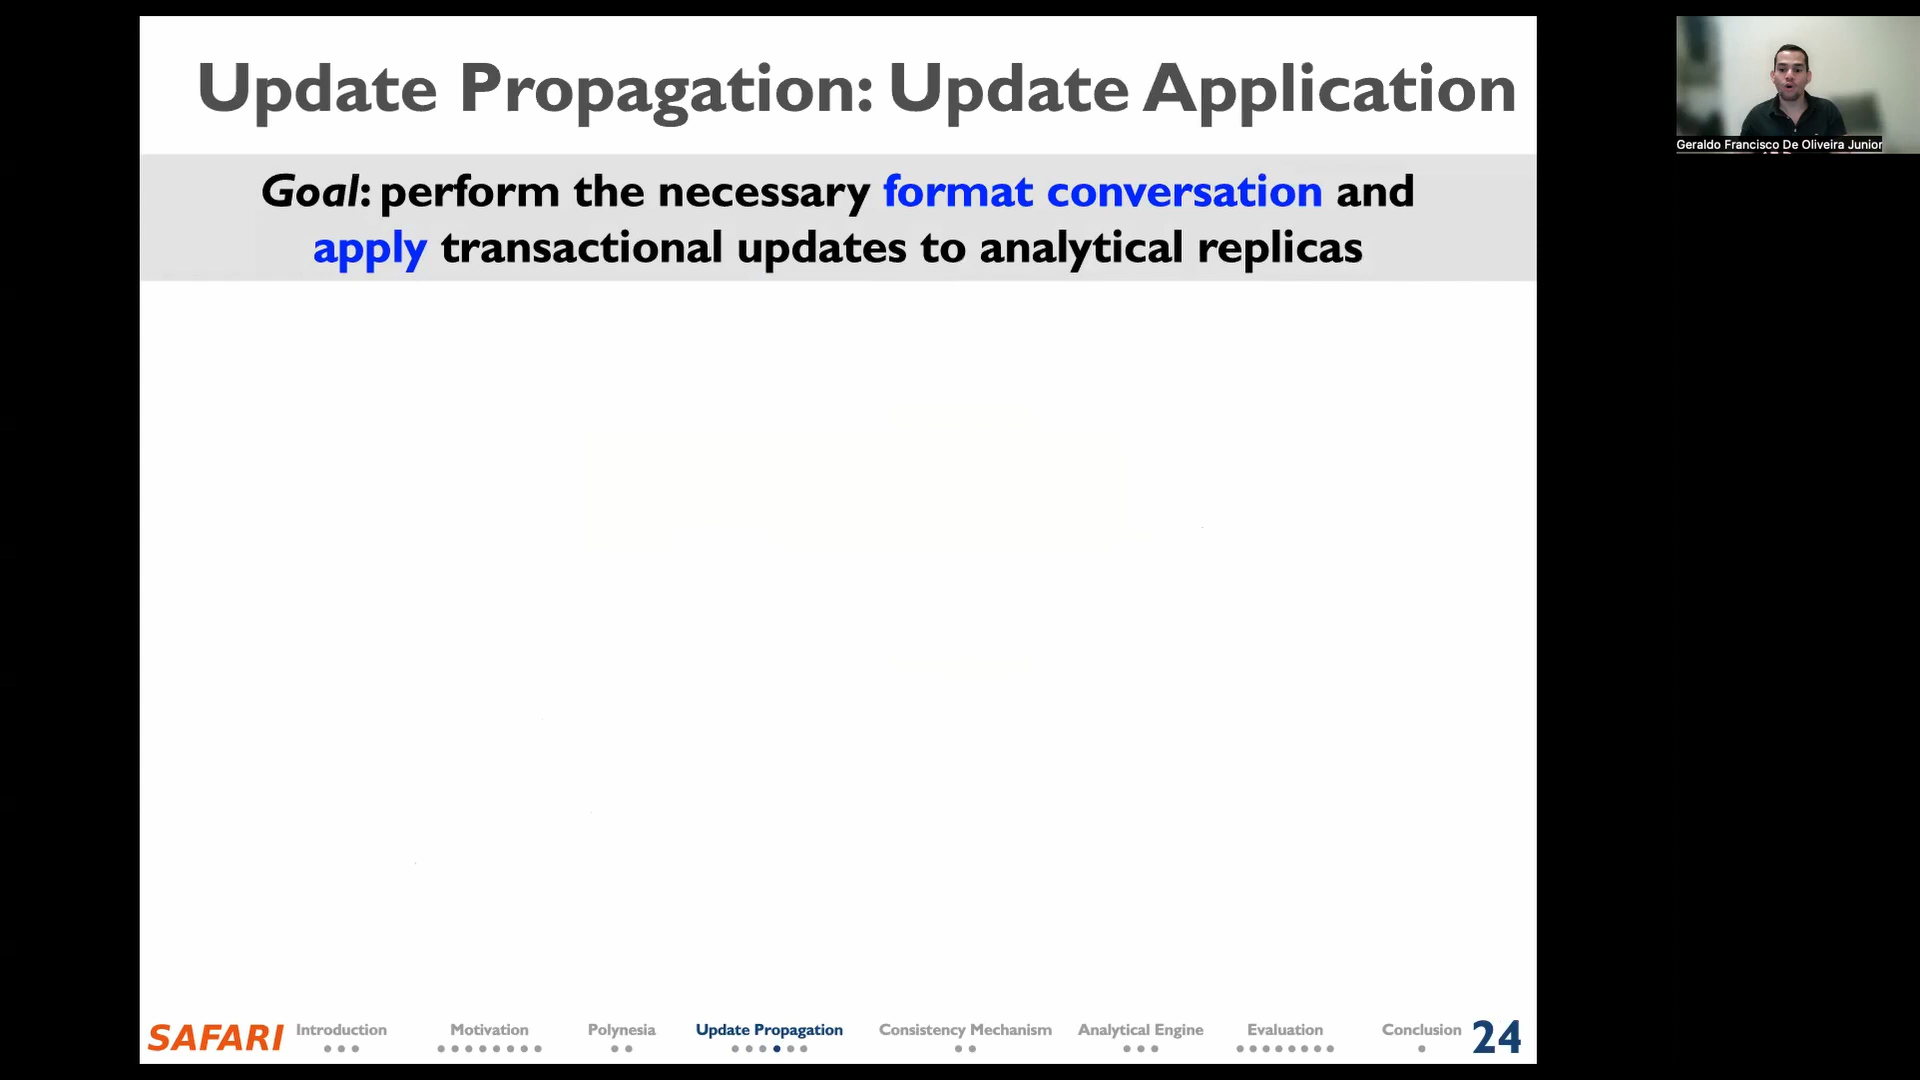 Update Propagation: Update Application
Goal: perform the necessary format conversation and
apply transactional updates to analytical replicas
Geraldo Francisco De Oliveira Junior
SAFARI
Introduction
Motivation
Polynesia
Update Propagation
Consistency Mechanism
Analytical Engine
Evaluation
Conclusion
24